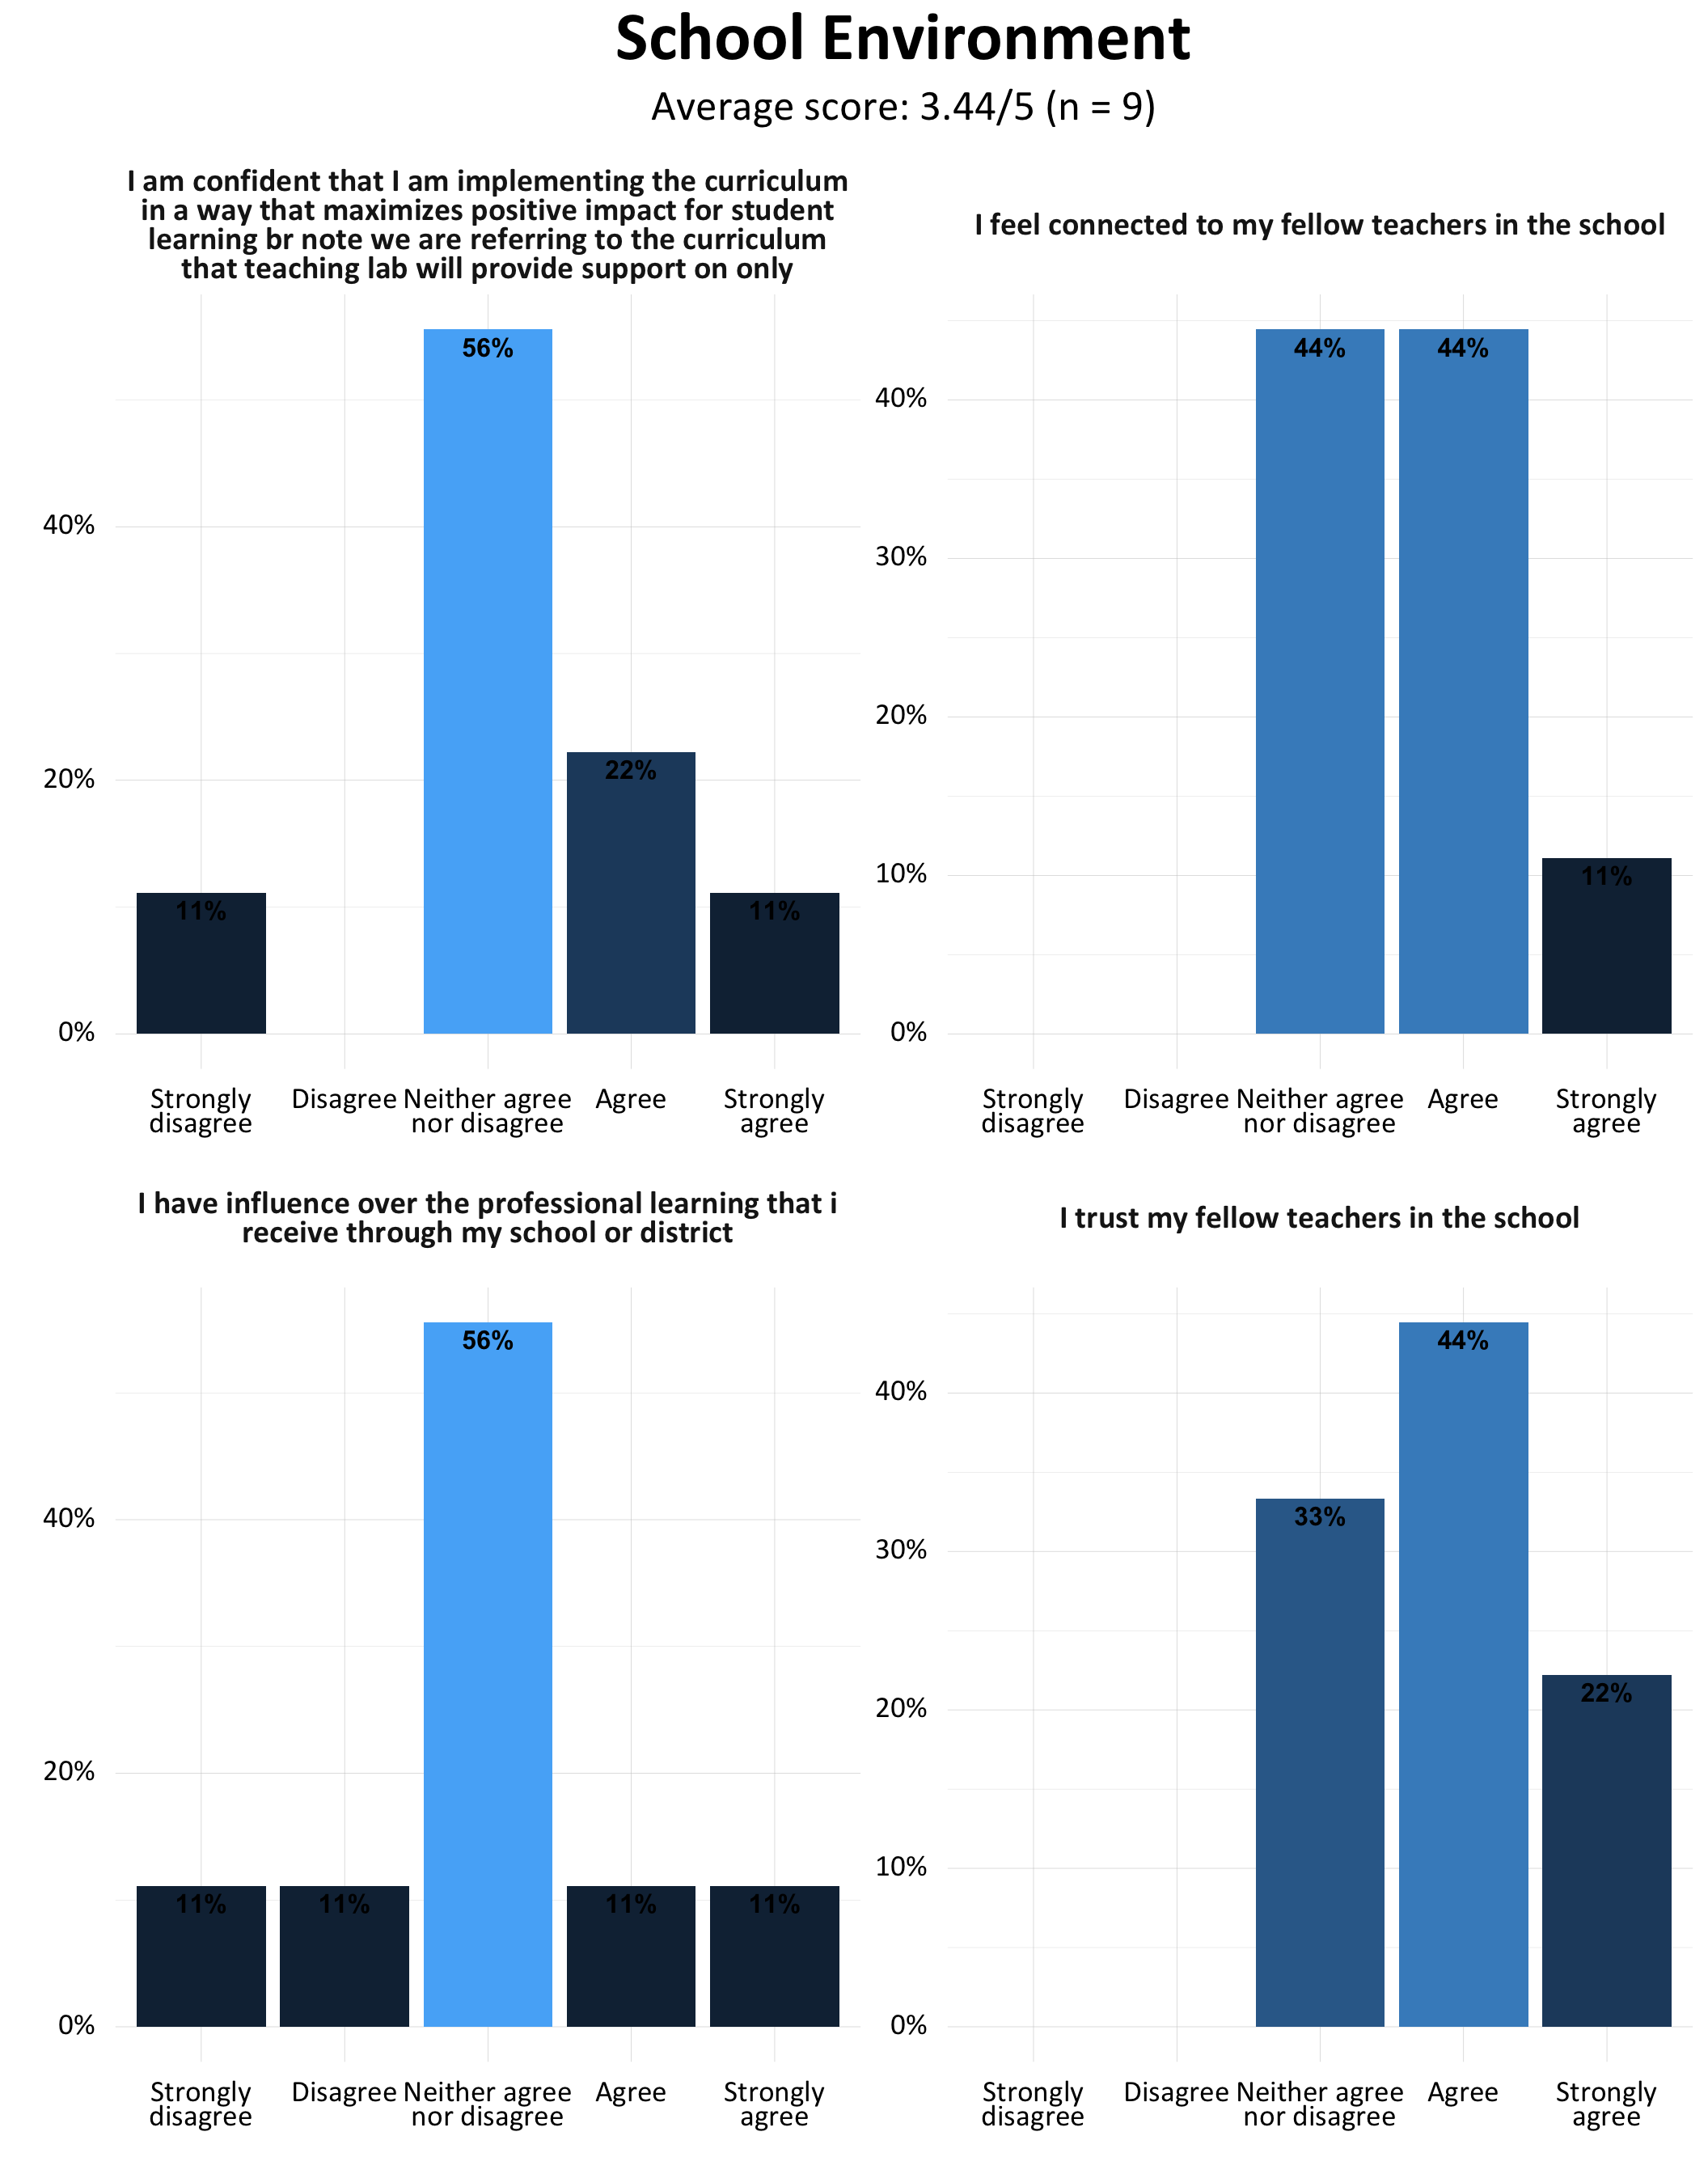 School Environment
Average score: 3.44/5 (n = 9)
I am confident that I am implementing the curriculum
in a way that maximizes positive impact for student
learning br note we are referring to the curriculum
that teaching lab will provide support on only
56%
40%
22%
20%
11%
11%
0%
Strongly
disagree
Disagree
Neither agree
nor disagree
Agree
Strongly
agree
I feel connected to my fellow teachers in the school
44%
44%
40%
30%
20%
10%
11%
0%
Strongly
disagree
Disagree
Neither agree
nor disagree
Agree
Strongly
agree
I have influence over the professional learning that i
receive through my school or district
56%
40%
20%
11%
11%
11%
11%
0%
Strongly
disagree
Disagree
Neither agree
nor disagree
Agree
Strongly
agree
I trust my fellow teachers in the school
44%
40%
33%
30%
22%
20%
10%
0%
Strongly
disagree
Disagree
Neither agree
nor disagree
Agree
Strongly
agree